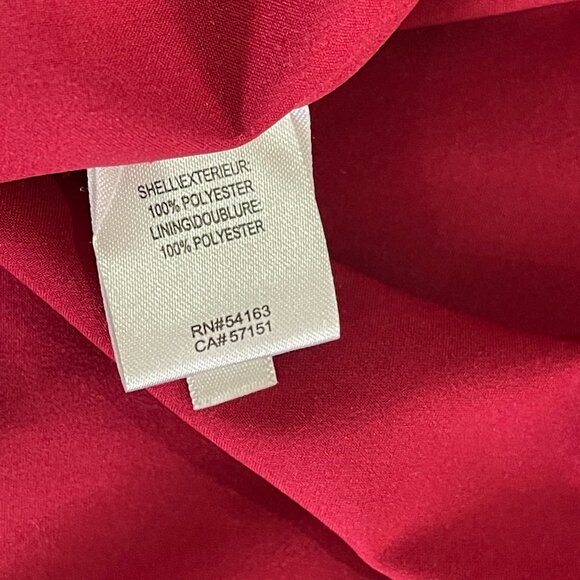 SHELL\EXTERIEUR:
100% POLYESTER
LINING\DOUBLURE:
100% POLYESTER
RN#54163
CA#57151